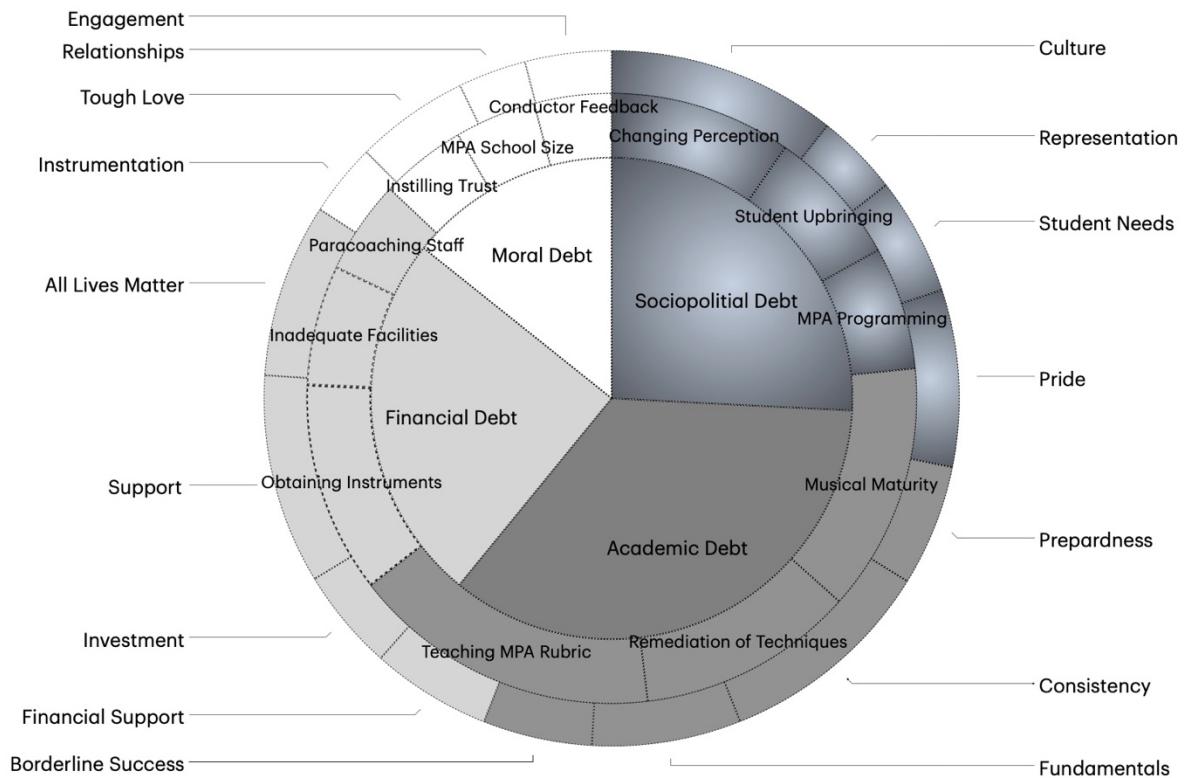 Engagement
Relationships
Tough Love
Instrumentation
All Lives Matter
Support
Investment
Financial Support
Borderline Success
Culture
Representation
Student Needs
Pride
Prepardness
Consistency
Fundamentals
Conductor Feedback
MPA School Size
Instilling Trust
Paracoaching Staff
Inadequate Facilities
Obtaining Instruments
Teaching MPA Rubric
Remediation of Techniques
Musical Maturity
MPA Programming
Student Upbringing
Changing Perception
Moral Debt
Sociopolitial Debt
Financial Debt
Academic Debt